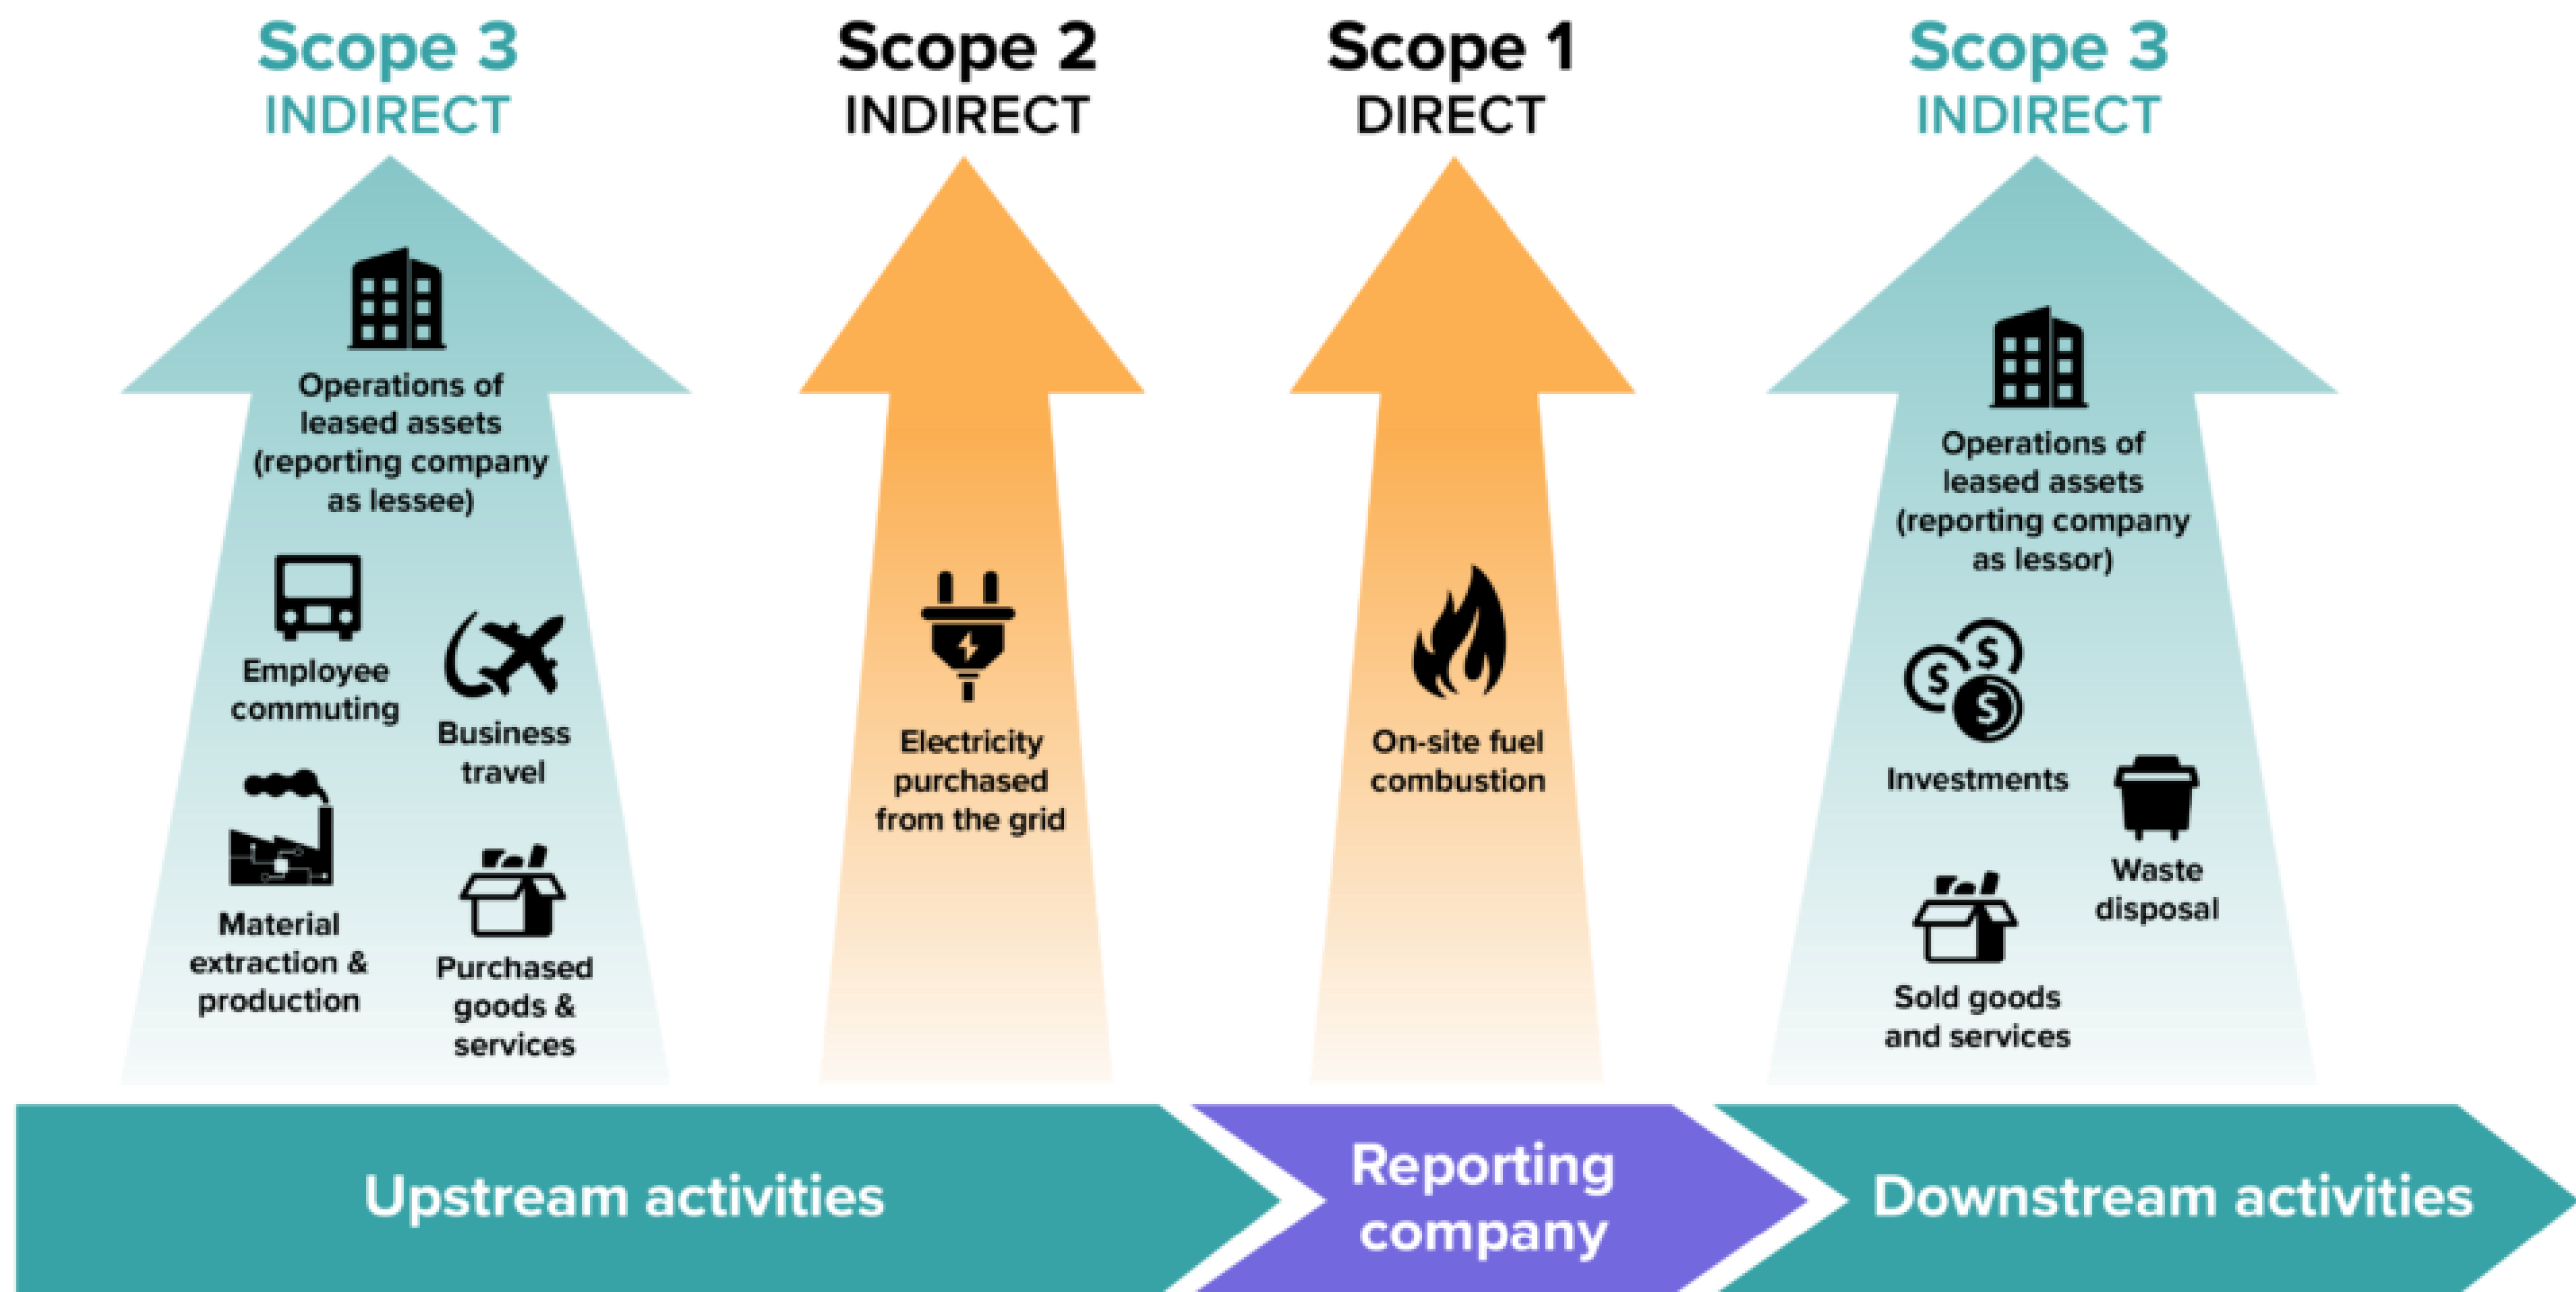 Scope 3
INDIRECT
Operations of
leased assets
(reporting company
as lessee)
Employee
commuting
Business
travel
Material
extraction &
production
Purchased
goods &
services
Scope 2
INDIRECT
Electricity
purchased
from the grid
Scope 1
DIRECT
On-site fuel
combustion
Scope 3
INDIRECT
Operations of
leased assets
(reporting company
as lessor)
$
$
$
Investments
Waste
disposal
Sold goods
and services
Upstream activities
Reporting
company
Downstream activities